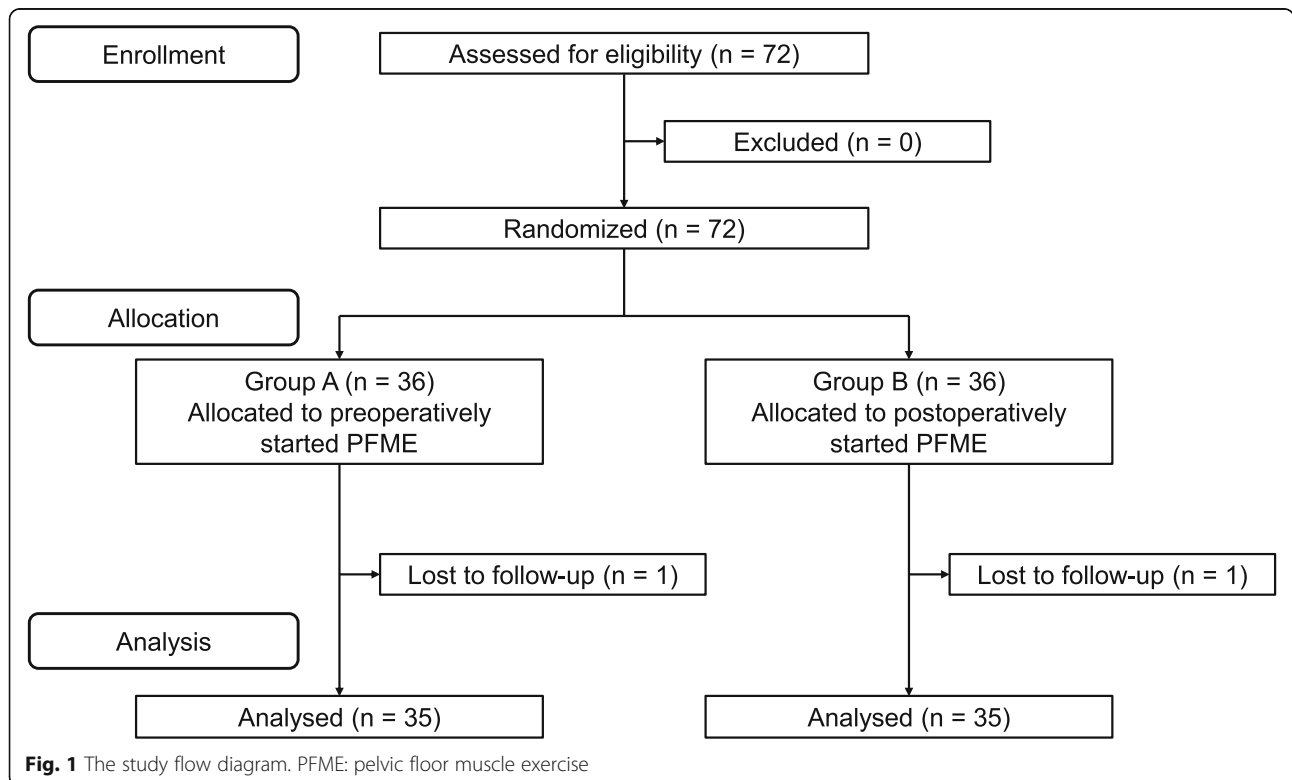 Enrollment
Assessed for eligibility (n = 72)
Excluded (n = 0)
Randomized (n = 72)
Allocation
Group A (n = 36)
Allocated to preoperatively
started PFME
Group B (n = 36)
Allocated to postoperatively
started PFME
Lost to follow-up (n = 1)
Lost to follow-up (n = 1)
Analysis
Analysed (n = 35)
Analysed (n = 35)
Fig. 1 The study flow diagram. PFME: pelvic floor muscle exercise